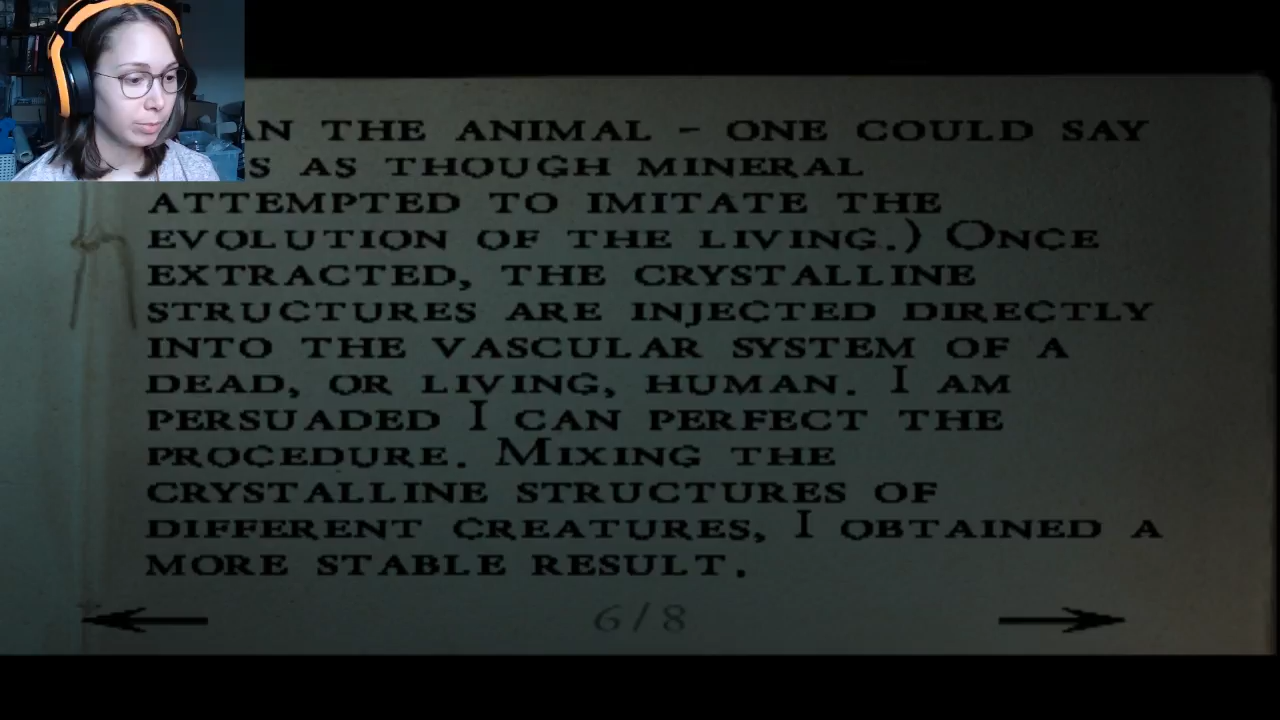 THE ANIMAL - ONE COULD SAY
AS THOUGH MINERAL
ATTEMPTED TO IMITATE THE
EVOLUTION OF THE LIVING.) ONCE
EXTRACTED, THE CRYSTALLINE
STRUCTURES ARE INJECTED DIRECTLY
INTO THE VASCULAR SYSTEM OF A
DEAD, OR LIVING, HUMAN. I AM
PERSUADED I CAN PERFECT THE
PROCEDURE. MIXING THE
CRYSTALLINE STRUCTURES OF
DIFFERENT CREATURES, I OBTAINED A
MORE STABLE RESULT.
6/8